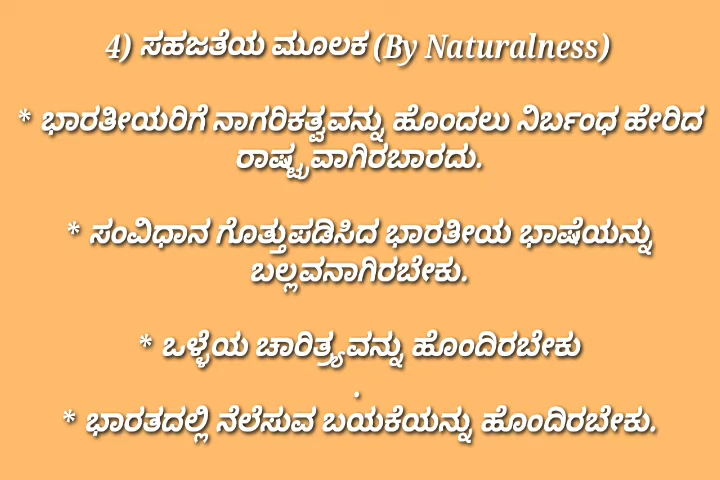 4) ಸಹಜತೆಯ ಮೂಲಕ (By Naturalness)
* ಭಾರತೀಯರಿಗೆ ನಾಗರಿಕತ್ವವನ್ನು ಹೊಂದಲು ನಿರ್ಬಂಧ ಹೇರಿದ
ರಾಷ್ಟ್ರವಾಗಿರಬಾರದು.
* ಸಂವಿಧಾನ ಗೊತ್ತುಪಡಿಸಿದ ಭಾರತೀಯ ಭಾಷೆಯನ್ನು
ಬಲ್ಲವನಾಗಿರಬೇಕು.
* ಒಳ್ಳೆಯ ಚಾರಿತ್ರ್ಯವನ್ನು ಹೊಂದಿರಬೇಕು
.
* ಭಾರತದಲ್ಲಿ ನೆಲೆಸುವ ಬಯಕೆಯನ್ನು ಹೊಂದಿರಬೇಕು.